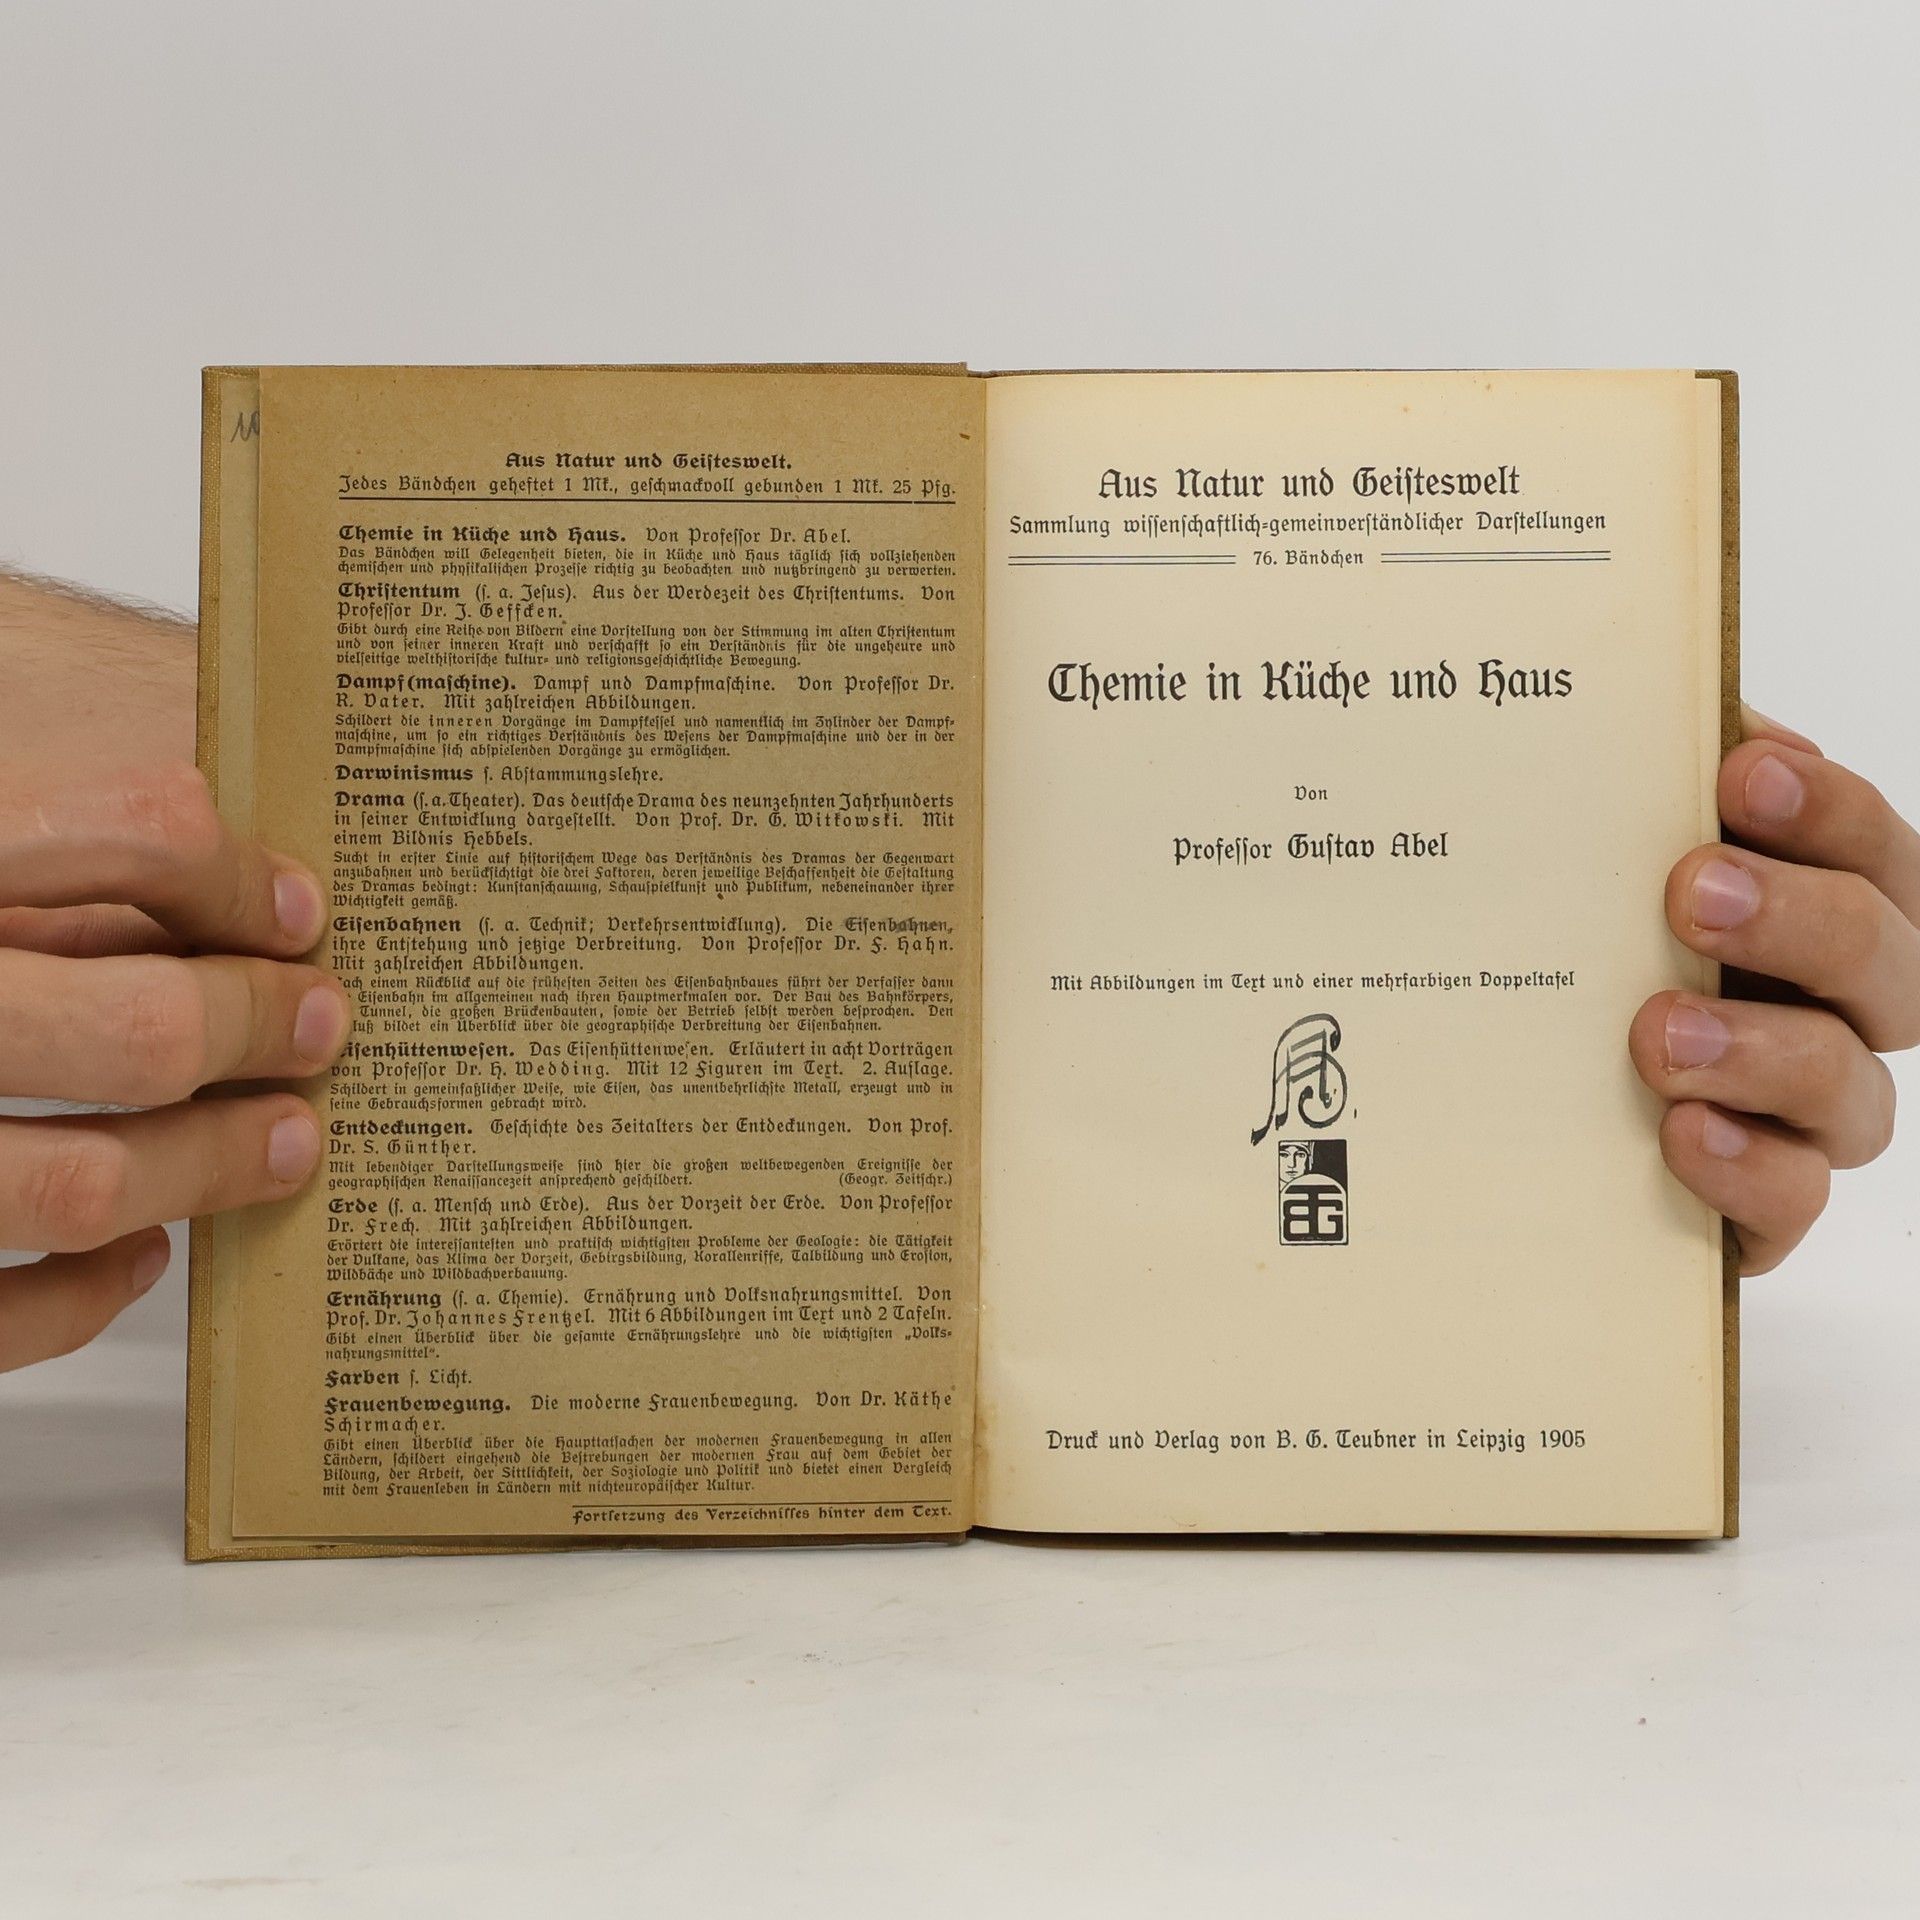 Aus Natur und Geiſteswelt.
Jedes Bändchen geheftet 1 Mk., geſchmackvoll gebunden 1 Mk. 25 Pfg.
Chemie in Küche und Haus. Von Profeſſor Dr. Abel.
Das Bändchen will Gelegenheit bieten, die in Küche und Haus täglich ſich vollziehenden
chemiſchen und phyſikaliſchen Prozeſſe richtig zu beobachten und nutzbringend zu verwerten.
Chriſtentum (ſ. a. Jeſus). Aus der Werdezeit des Chriſtentums. Von
Profeſſor Dr. J. Geffcken.
Gibt durch eine Reihe von Bildern eine Vorſtellung von der Stimmung im alten Chriſtentum
und von ſeiner inneren Kraft und verſchafft ſo ein Verſtändnis für die ungeheure und
vielſeitige welthiſtoriſche kultur- und religionsgeſchichtliche Bewegung.
Dampf(maſchine). Dampf und Dampfmaſchine. Von Profeſſor Dr.
R. Vater. Mit zahlreichen Abbildungen.
Schildert die inneren Vorgänge im Dampfkeſſel und namentlich im Zylinder der Dampf-
maſchine, um ſo ein richtiges Verſtändnis des Weſens der Dampfmaſchine und der in der
Dampfmaſchine ſich abſpielenden Vorgänge zu ermöglichen.
Darwinismus ſ. Abſtammungslehre.
Drama (ſ. a. Theater). Das deutſche Drama des neunzehnten Jahrhunderts
in ſeiner Entwicklung dargeſtellt. Von Prof. Dr. G. Witkowski. Mit
einem Bildnis Hebbels.
Sucht in erſter Linie auf hiſtoriſchem Wege das Verſtändnis des Dramas der Gegenwart
anzubahnen und berückſichtigt die drei Faktoren, deren jeweilige Beſchaffenheit die Geſtaltung
des Dramas bedingt: Kunſtanſchauung, Schauſpielkunſt und Publikum, nebeneinander ihrer
Wichtigkeit gemäß.
Eiſenbahnen (ſ. a. Technik; Verkehrsentwicklung). Die Eiſenbahnen,
ihre Entſtehung und jetzige Verbreitung. Von Profeſſor Dr. F. Hahn.
Mit zahlreichen Abbildungen.
einem Rückblick auf die früheſten Zeiten des Eiſenbahnbaues führt der Verfaſſer dann
Eiſenbahn im allgemeinen nach ihren Hauptmerkmalen vor. Der Bau des Bahnkörpers,
Tunnel, die großen Brückenbauten, ſowie der Betrieb ſelbſt werden beſprochen. Den
bildet ein Überblick über die geographiſche Verbreitung der Eiſenbahnen.
Eiſenhüttenweſen. Das Eiſenhüttenweſen. Erläutert in acht Vorträgen
von Profeſſor Dr. H. Wedding. Mit 12 Figuren im Text. 2. Auflage.
Schildert in gemeinfaßlicher Weiſe, wie Eiſen, das unentbehrlichſte Metall, erzeugt und in
ſeine Gebrauchsformen gebracht wird.
Entdeckungen. Geſchichte des Zeitalters der Entdeckungen. Von Prof.
Dr. S. Günther.
Mit lebendiger Darſtellungsweiſe ſind hier die großen weltbewegenden Ereigniſſe der
geographiſchen Renaiſſancezeit anſprechend geſchildert. (Geogr. Zeitſchr.)
Erde (ſ. a. Menſch und Erde). Aus der Vorzeit der Erde. Von Profeſſor
Dr. Frech. Mit zahlreichen Abbildungen.
Erörtert die intereſſanteſten und praktiſch wichtigſten Probleme der Geologie: die Tätigkeit
der Vulkane, das Klima der Vorzeit, Gebirgsbildung, Korallenriffe, Talbildung und Eroſion,
Wildbäche und Wildbachverbauung.
Ernährung (ſ. a. Chemie). Ernährung und Volksnahrungsmittel. Von
Prof. Dr. Johannes Frentzel. Mit 6 Abbildungen im Text und 2 Tafeln.
Gibt einen Überblick über die geſamte Ernährungslehre und die wichtigſten „Volks-
nahrungsmittel“.
Farben ſ. Licht.
Frauenbewegung. Die moderne Frauenbewegung. Von Dr. Käthe
Schirmacher.
Gibt einen Überblick über die Haupttatſachen der modernen Frauenbewegung in allen
Ländern, ſchildert eingehend die Beſtrebungen der modernen Frau auf dem Gebiet der
Bildung, der Arbeit, der Sittlichkeit, der Soziologie und Politik und bietet einen Vergleich
mit dem Frauenleben in Ländern mit nichteuropäiſcher Kultur.
Fortſetzung des Verzeichniſſes hinter dem Text.
Aus Natur und Geiſteswelt
Sammlung wiſſenſchaftlich-gemeinverſtändlicher Darſtellungen
76. Bändchen
Chemie in Küche und Haus
Von
Profeſſor Guſtav Abel
Mit Abbildungen im Text und einer mehrfarbigen Doppeltafel
BTG
Druck und Verlag von B. G. Teubner in Leipzig 1905